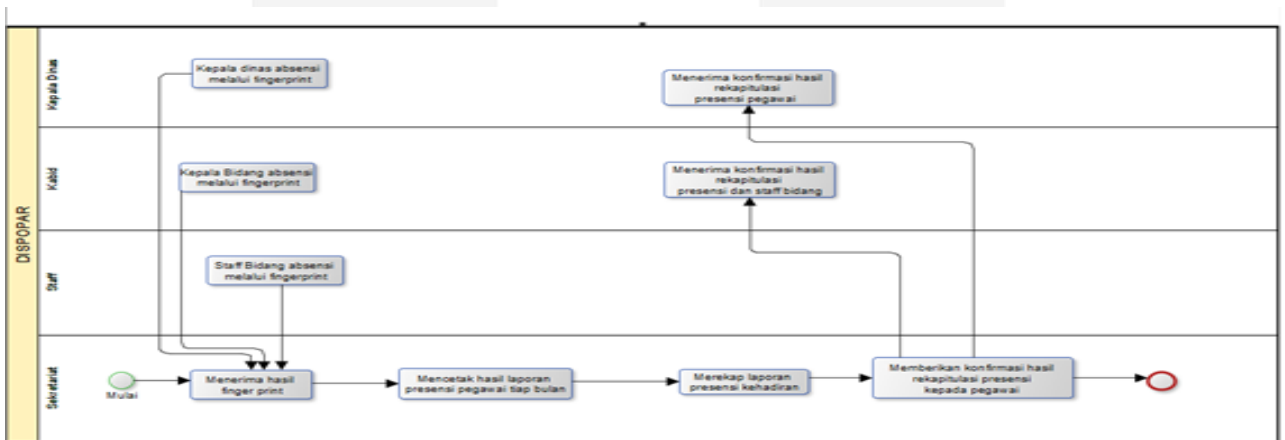 DISPOPAR
Kepala Dinas
Kepala dinas absensi
melalui fingerprint
Menerima konfirmasi hasil
rekapitulasi
presensi pegawai
Kabid
Kepala Bidang absensi
melalui fingerprint
Menerima konfirmasi hasil
rekapitulasi
presensi dan staff bidang
Staff
Staff Bidang absensi
melalui fingerprint
Sekretariat
Mulai
Menerima hasil
finger print
Mencetak hasil laporan
presensi pegawai tiap bulan
Merekap laporan
presensi kehadiran
Memberikan konfirmasi hasil
rekapitulasi presensi
kepada pegawai